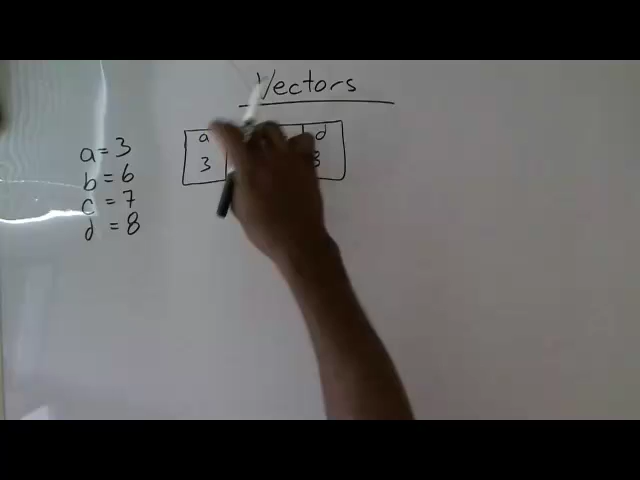 Vectors
a d
3 8
a = 3
b = 6
c = 7
d = 8